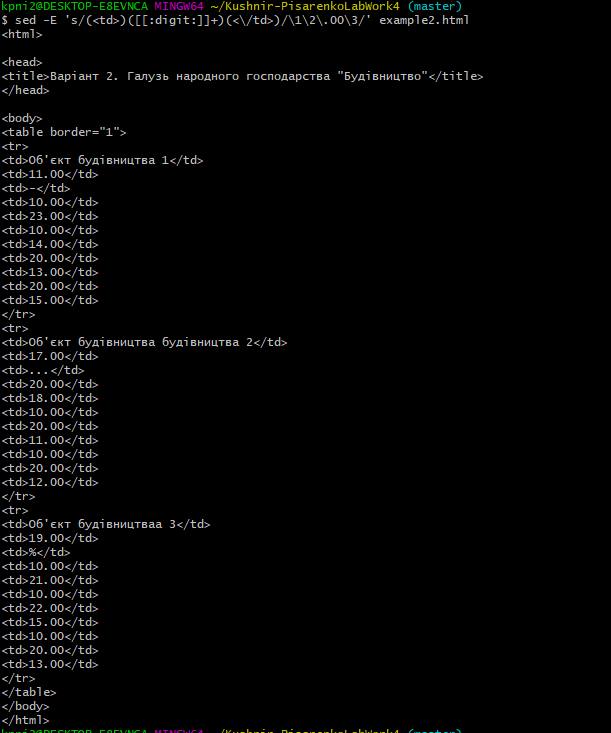 kpni2@DESKTOP-E8EVNCA MINGW64 ~/Kushnir-PisarenkoLabWork4 (master)
$ sed -E 's/(<td>)([[:digit:]]+)(<\/td>)/\1\2\.00\3/' example2.html
<html>
<head>
<title>Варіант 2. Галузь народного господарства "Будівництво"</title>
</head>
<body>
<table border="1">
<tr>
<td>Об'єкт будівництва 1</td>
<td>11.00</td>
<td>-</td>
<td>10.00</td>
<td>23.00</td>
<td>10.00</td>
<td>14.00</td>
<td>20.00</td>
<td>13.00</td>
<td>20.00</td>
<td>15.00</td>
</tr>
<tr>
<td>Об'єкт будівництва будівництва 2</td>
<td>17.00</td>
<td>...</td>
<td>20.00</td>
<td>18.00</td>
<td>10.00</td>
<td>20.00</td>
<td>11.00</td>
<td>10.00</td>
<td>20.00</td>
<td>12.00</td>
</tr>
<tr>
<td>Об'єкт будівництваа 3</td>
<td>19.00</td>
<td>%</td>
<td>10.00</td>
<td>21.00</td>
<td>10.00</td>
<td>22.00</td>
<td>15.00</td>
<td>10.00</td>
<td>20.00</td>
<td>13.00</td>
</tr>
</table>
</body>
</html>
kpni2@DESKTOP-E8EVNCA MINGW64 ~/Kushnir-PisarenkoLabWork4 (master)